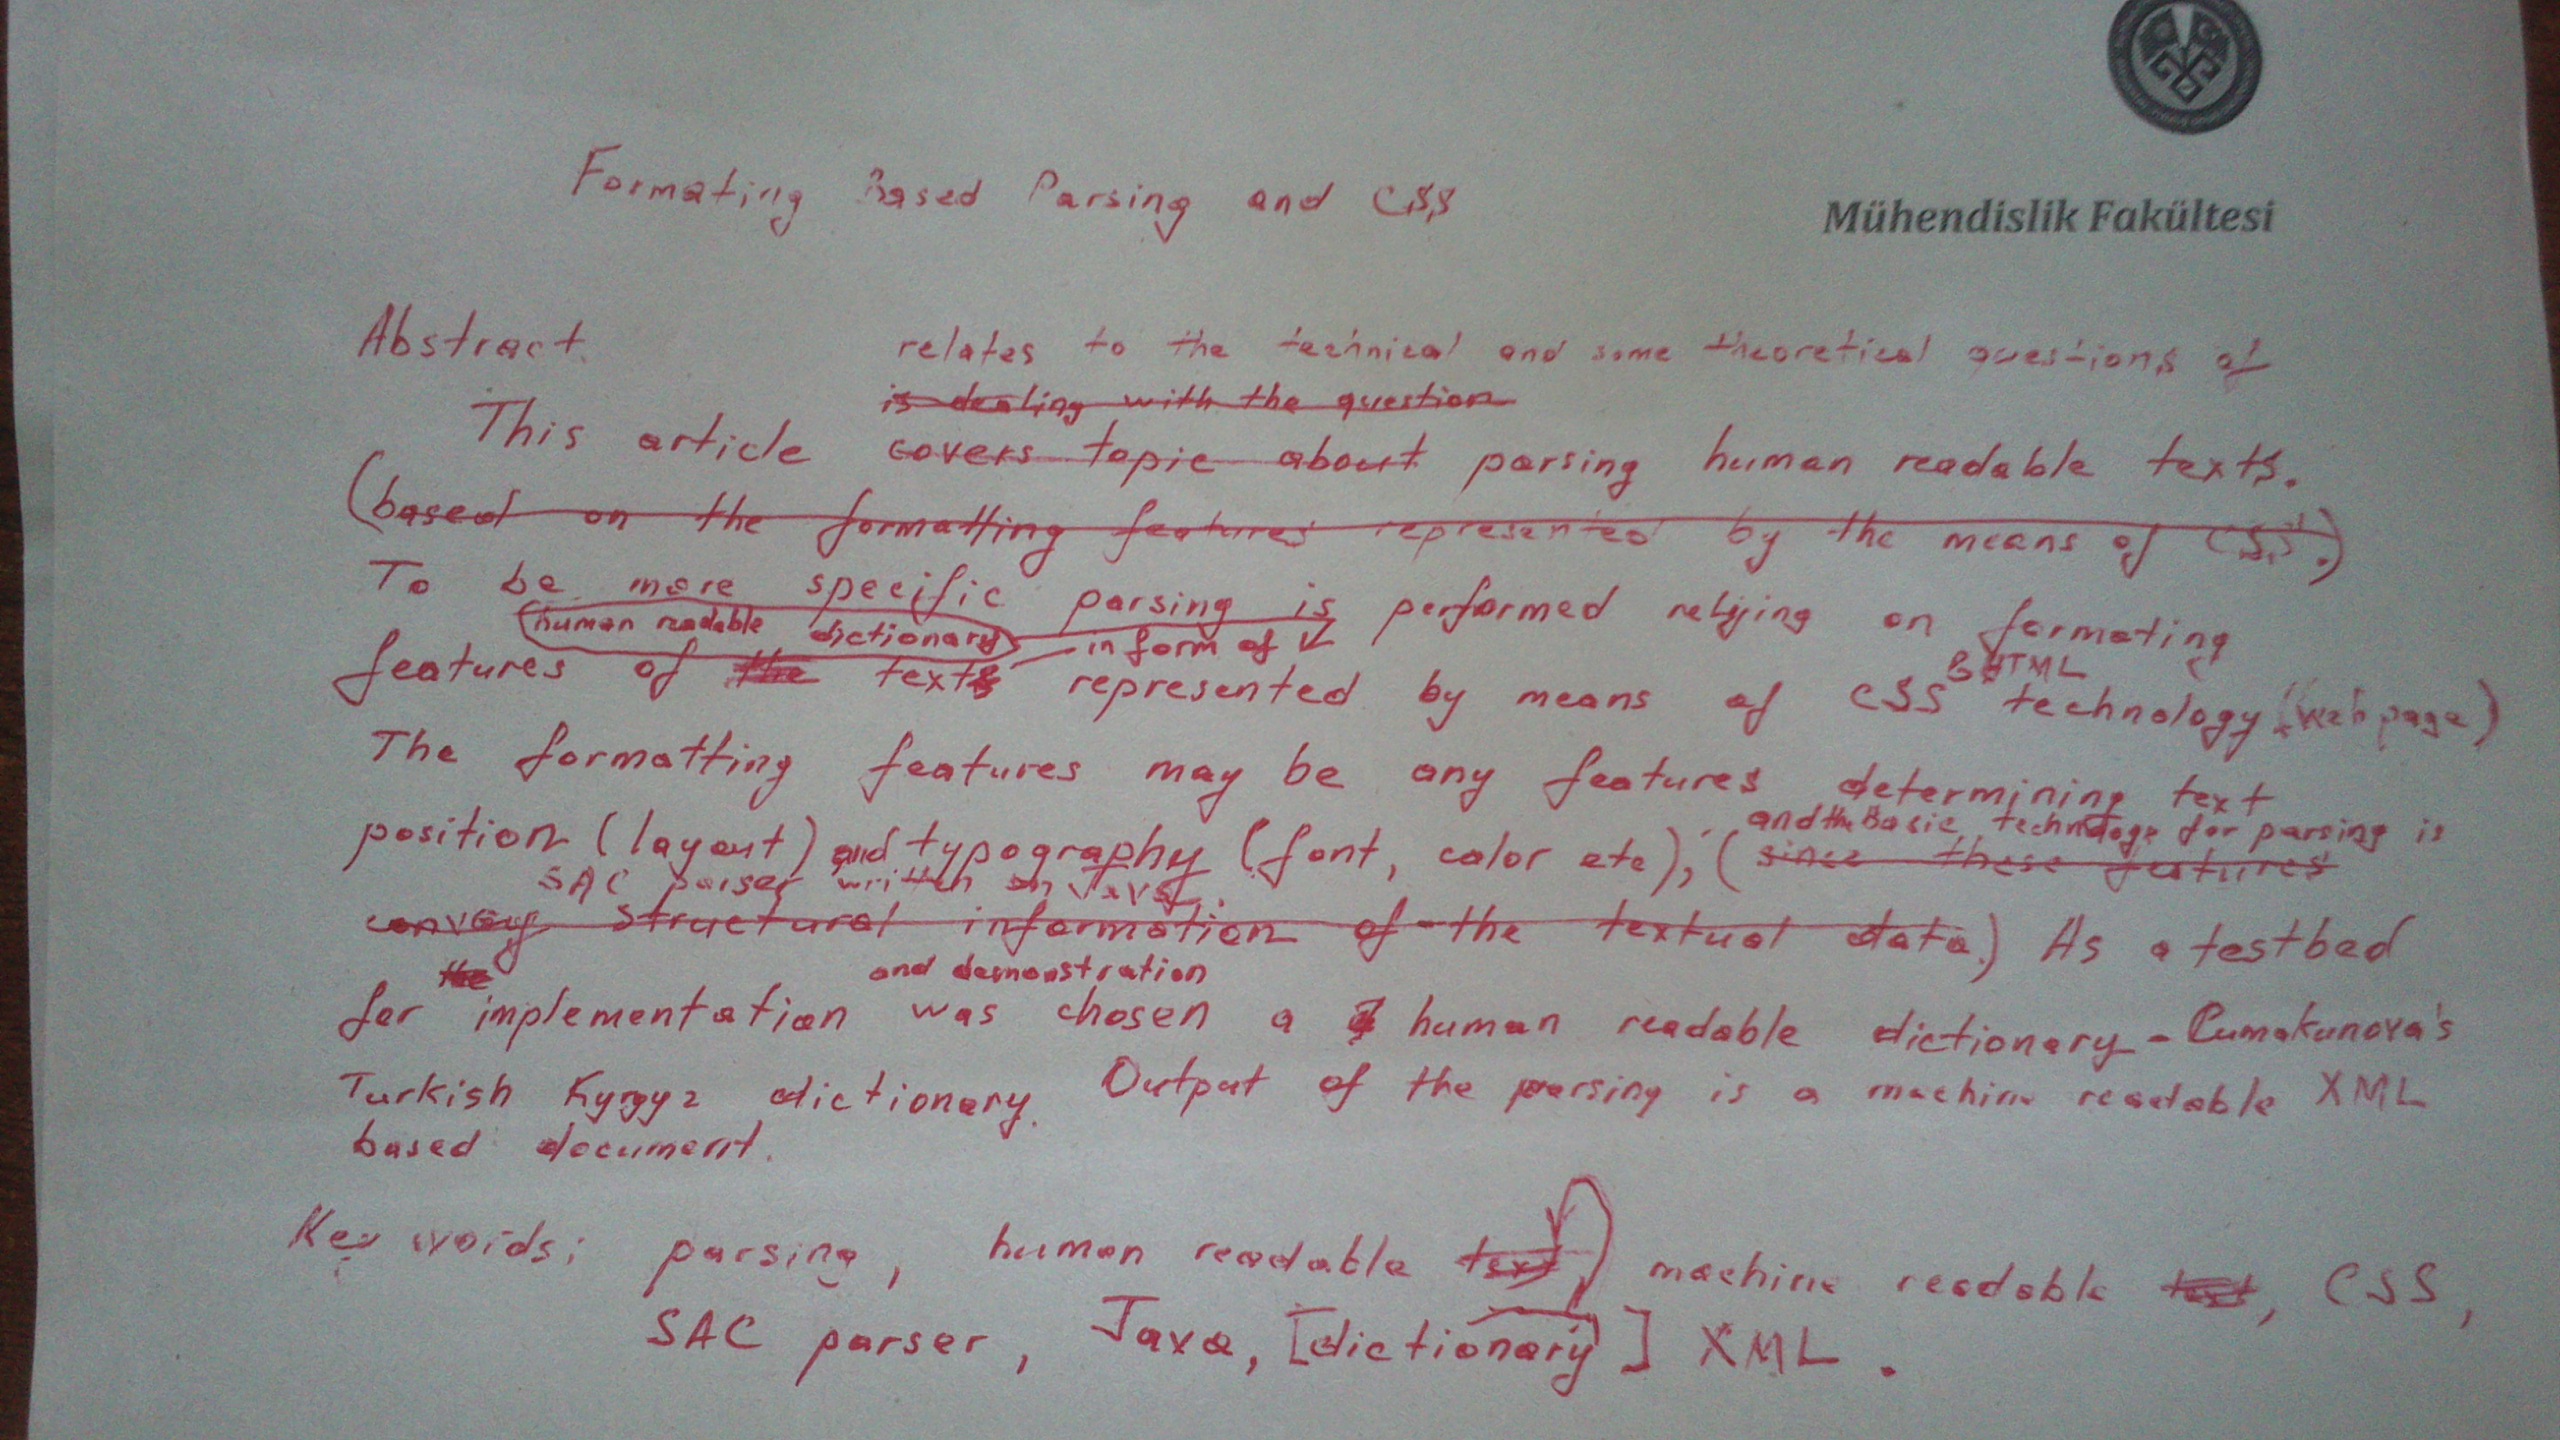 Mühendislik Fakültesi
Formating Based Parsing and CSS
Abstract relates to the technical and some theoretical questions of
is dealing with the question
This article covers topic about parsing human readable texts.
(based on the formatting features represented by the means of CSS.)
To be more specific parsing is performed relying on formating
(human readable dictionary) in form of HTML
features of the text represented by means of CSS technology (web page)
The formatting features may be any features determining text
position (layout) and typography (font, color etc), (since these features
and the Basic technology for parsing is
SAC parser with Java
convey structural information of the textual data.) As a testbed
the and demonstration
for implementation was chosen a human readable dictionary - Cumakunova's
Turkish Kyrgyz dictionary. Output of the parsing is a machine readable XML
based document.
Key words: parsing, human readable text, machine readable text, CSS,
SAC parser, Java, [dictionary] XML.